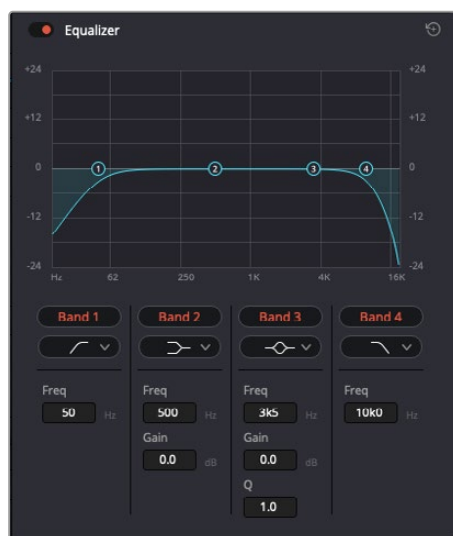 Equalizer
+24 +24
+12 +12
0 1 2 3 4 0
-12 -12
-24 -24
Hz 62 250 1K 4K 16K
Band 1 Band 2 Band 3 Band 4
Freq Freq Freq Freq
50 Hz 500 Hz 3k5 Hz 10k0 Hz
Gain Gain
0.0 dB 0.0 dB
Q
1.0